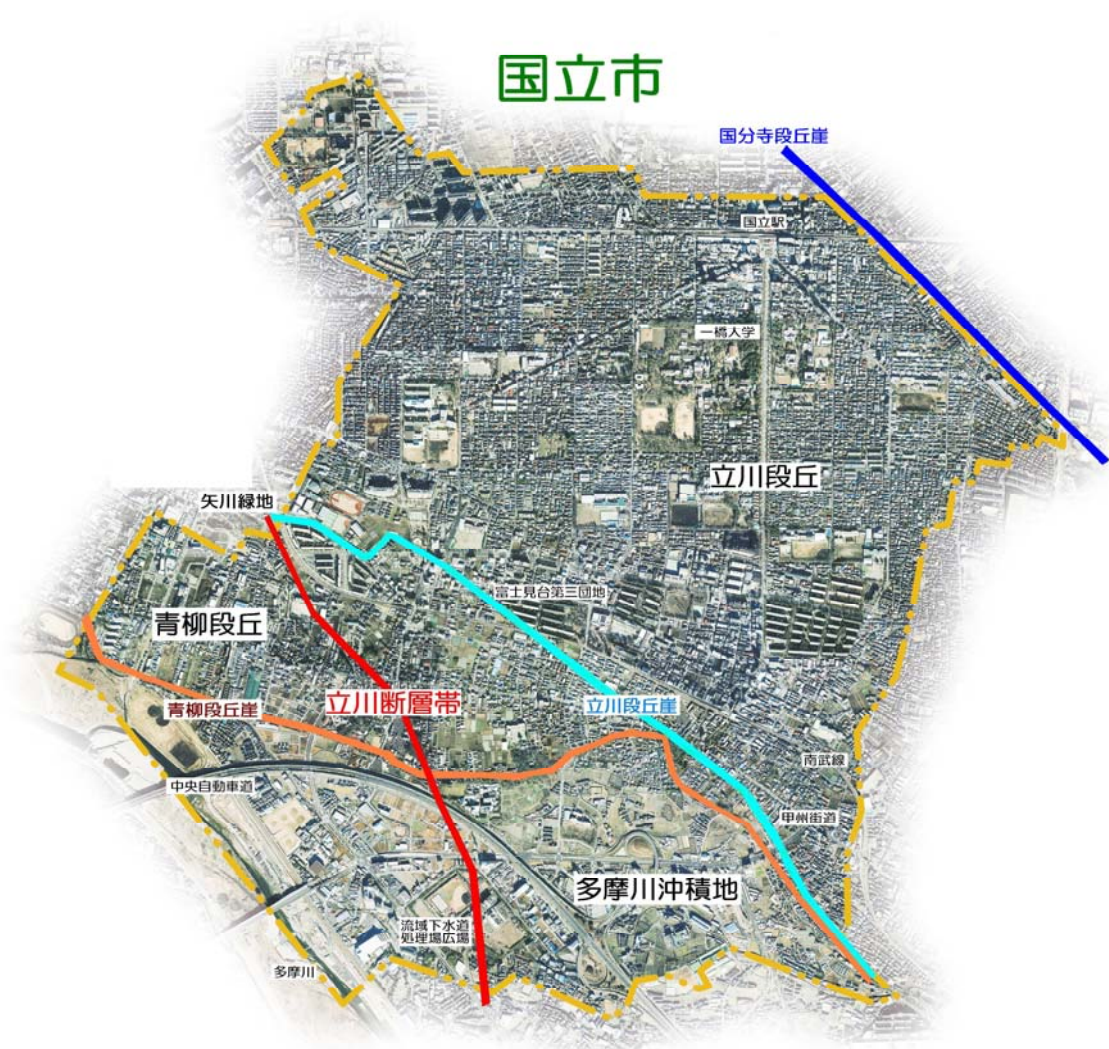 国立市
国分寺段丘崖
国立駅
一橋大学
立川段丘
矢川緑地
富士見台第三団地
青柳段丘
立川断層帯
青柳段丘崖
立川段丘崖
南武線
中央自動車道
甲州街道
多摩川沖積地
流域下水道
処理場広場
多摩川